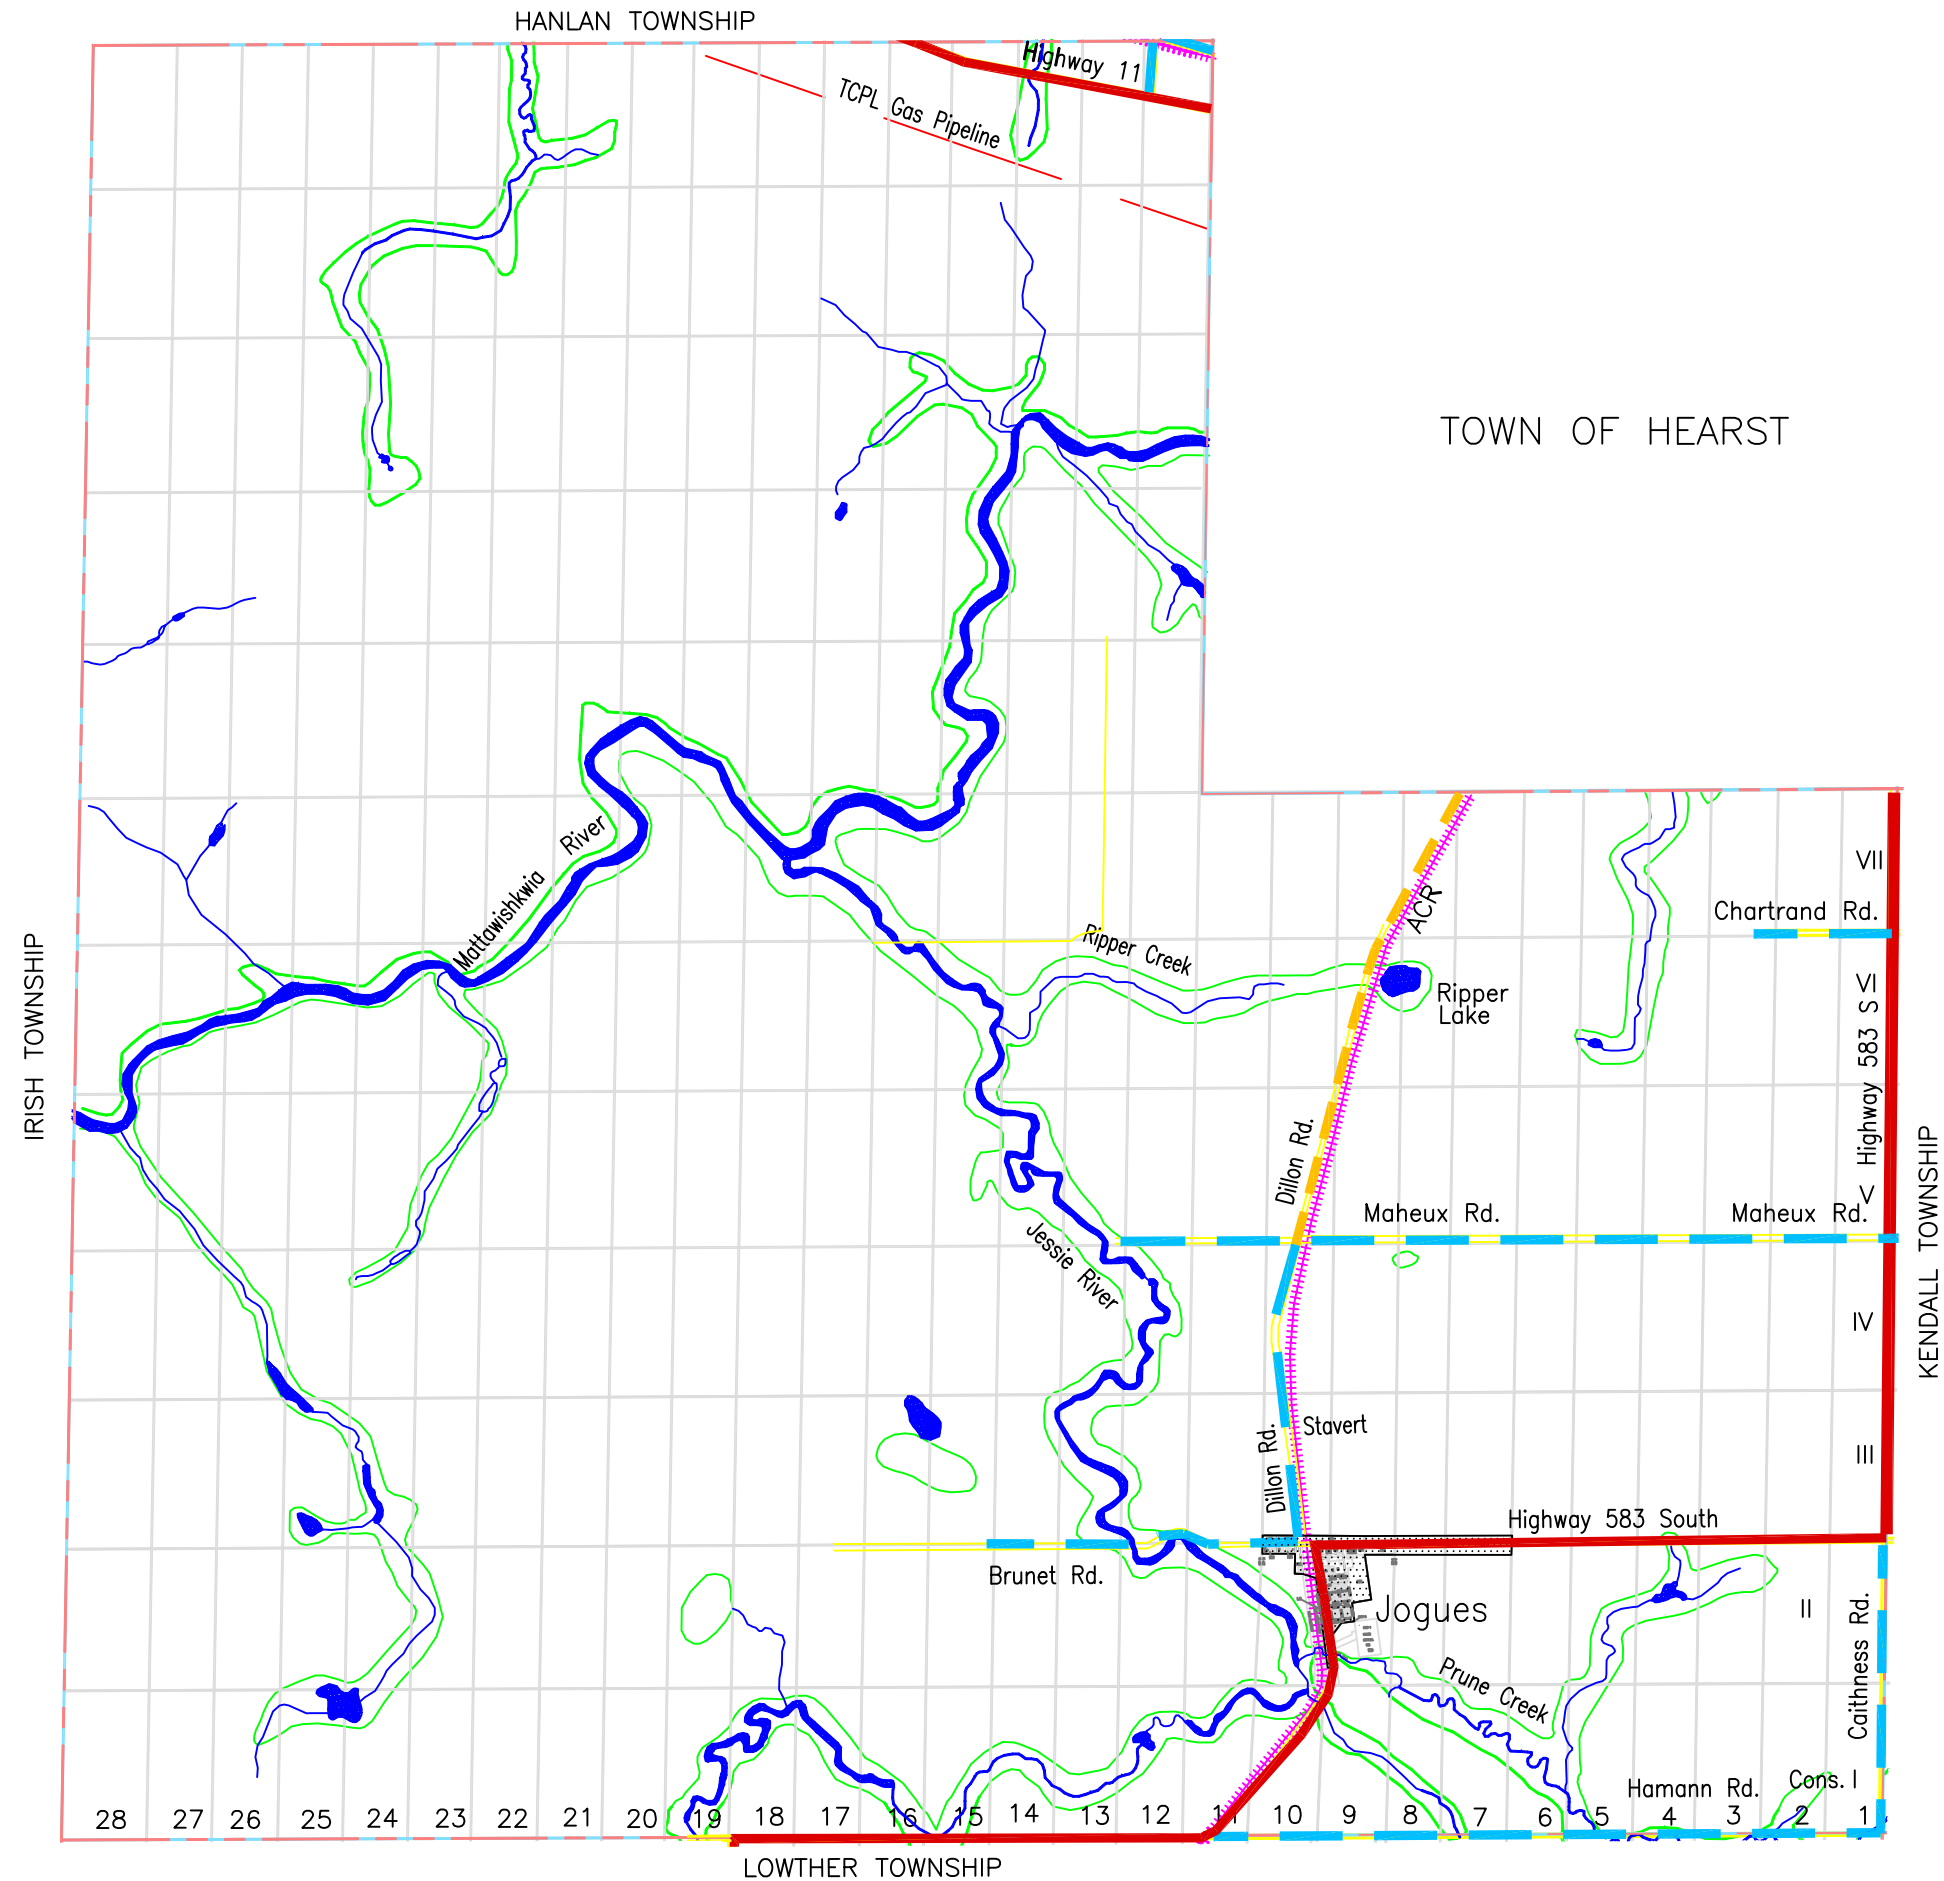 HANLAN TOWNSHIP
Highway 11
TCPL Gas Pipeline
TOWN OF HEARST
River
Mattawishkwia
VII
Chartrand Rd.
ACR
Ripper Creek
Ripper
Lake
VI
Highway 583 S
IRISH TOWNSHIP
Dillon Rd.
V
Maheux Rd.
Maheux Rd.
KENDALL TOWNSHIP
Jessie River
IV
Stavert
Dillon Rd.
III
Highway 583 South
Brunet Rd.
Jogues
II
Caithness Rd.
Prune Creek
Hamann Rd.
Cons. I
28 27 26 25 24 23 22 21 20 19 18 17 16 15 14 13 12 11 10 9 8 7 6 5 4 3 2 1
LOWTHER TOWNSHIP